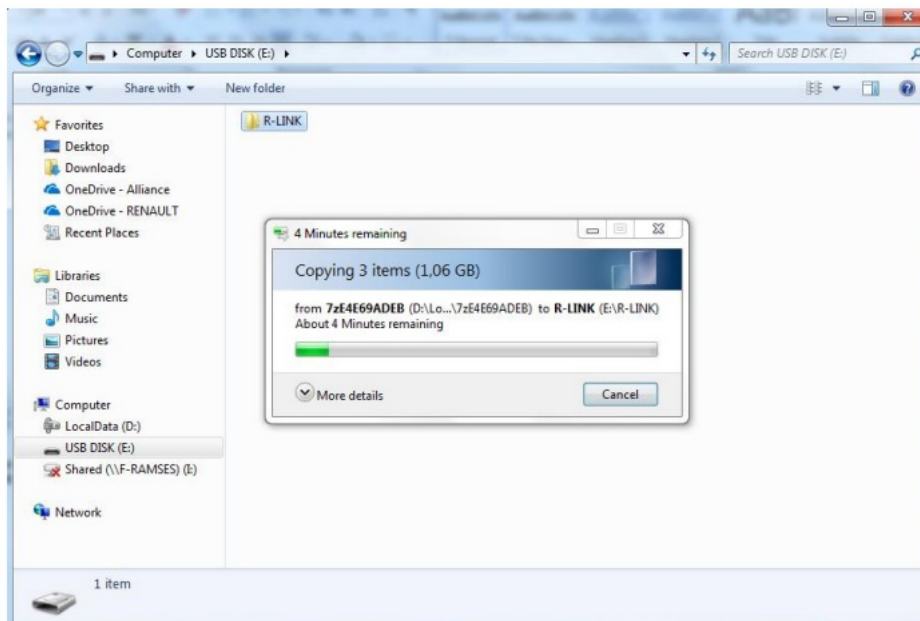 Computer ▸ USB DISK (E:) ▸
Search USB DISK (E:)
Organize ▾ Share with ▾ New folder
Favorites
Desktop
Downloads
OneDrive - Alliance
OneDrive - RENAULT
Recent Places
Libraries
Documents
Music
Pictures
Videos
Computer
LocalData (D:)
USB DISK (E:)
Shared (\\F-RAMSES) (I:)
Network
R-LINK
4 Minutes remaining
Copying 3 items (1,06 GB)
from 7zE4E69ADEB (D:\Lo...\7zE4E69ADEB) to R-LINK (E:\R-LINK)
About 4 Minutes remaining
More details
Cancel
1 item